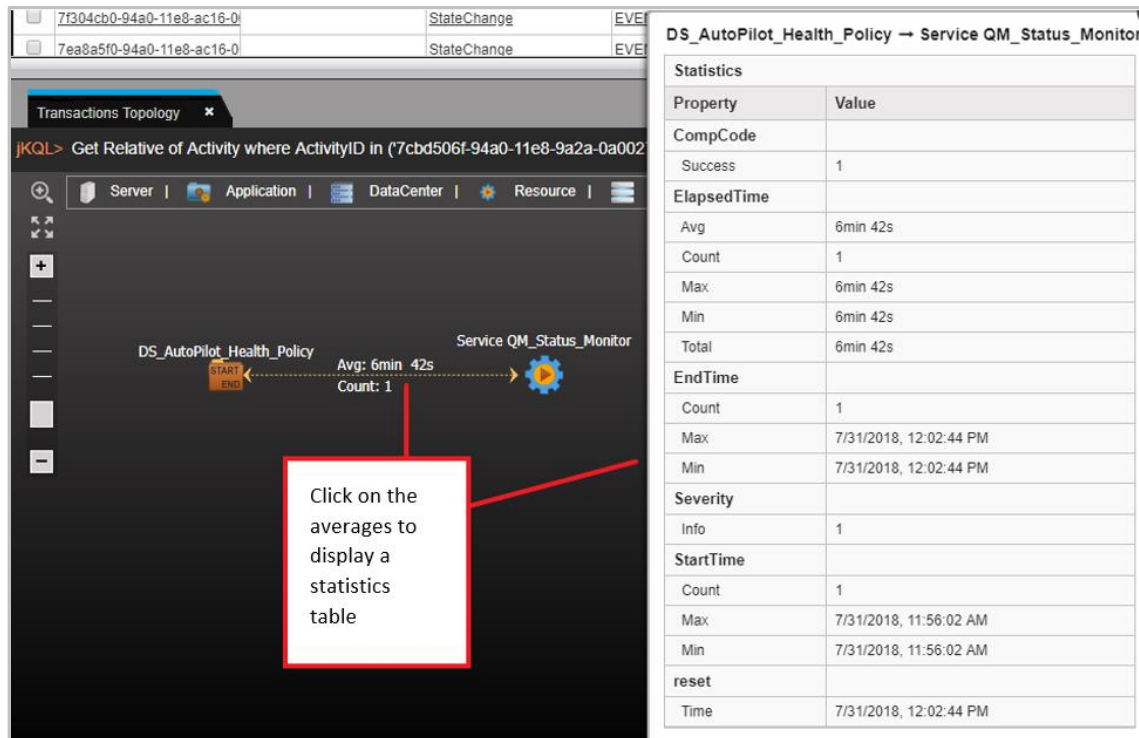 7f304cb0-94a0-11e8-ac16-0 StateChange
7ea8a5f0-94a0-11e8-ac16-0 StateChange
Transactions Topology ×
jKQL> Get Relative of Activity where ActivityID in ('7cbd506f-94a0-11e8-9a2a-0a002
Server | Application | DataCenter | Resource |
DS_AutoPilot_Health_Policy
START
END
Avg: 6min 42s
Count: 1
Service QM_Status_Monitor
Click on the
averages to
display a
statistics
table
DS_AutoPilot_Health_Policy → Service QM_Status_Monitor
Statistics
Property Value
CompCode
Success 1
ElapsedTime
Avg 6min 42s
Count 1
Max 6min 42s
Min 6min 42s
Total 6min 42s
EndTime
Count 1
Max 7/31/2018, 12:02:44 PM
Min 7/31/2018, 12:02:44 PM
Severity
Info 1
StartTime
Count 1
Max 7/31/2018, 11:56:02 AM
Min 7/31/2018, 11:56:02 AM
reset
Time 7/31/2018, 12:02:44 PM